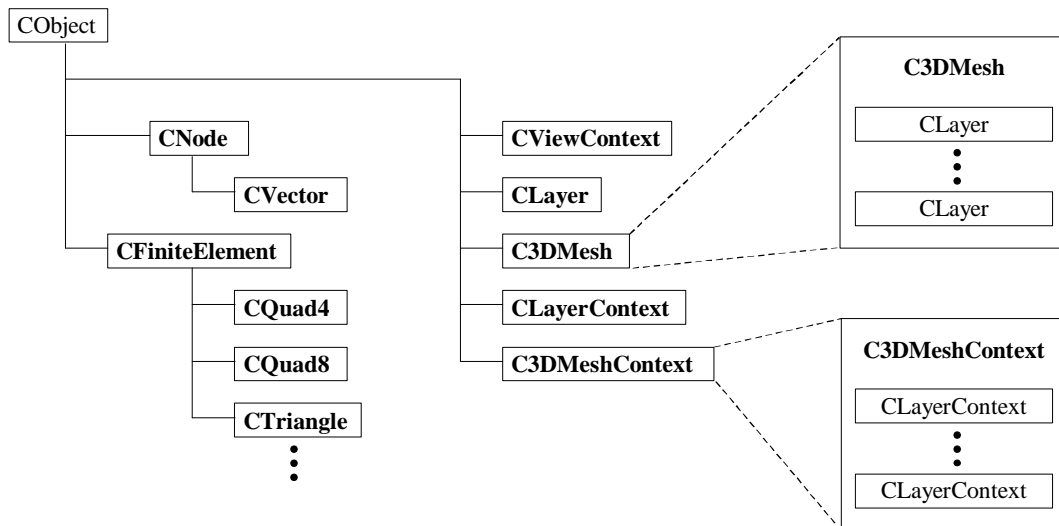 CObject
CNode
CVector
CFiniteElement
CQuad4
CQuad8
CTriangle
CViewContext
CLayer
C3DMesh
CLayerContext
C3DMeshContext
C3DMesh
CLayer
CLayer
C3DMeshContext
CLayerContext
CLayerContext